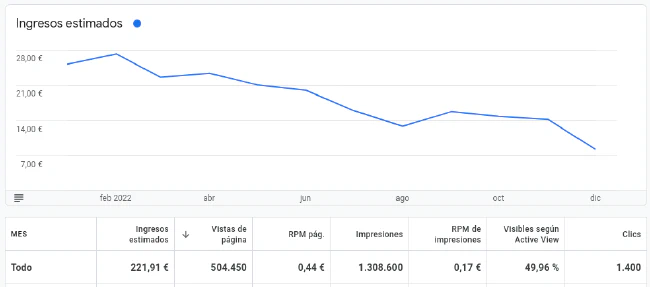 Ingresos estimados
28,00 €
21,00 €
14,00 €
7,00 €
feb 2022 abr jun ago oct dic
MES Ingresos estimados Vistas de página RPM pág. Impresiones RPM de impresiones Visibles según Active View Clics
Todo 221,91 € 504.450 0,44 € 1.308.600 0,17 € 49,96 % 1.400